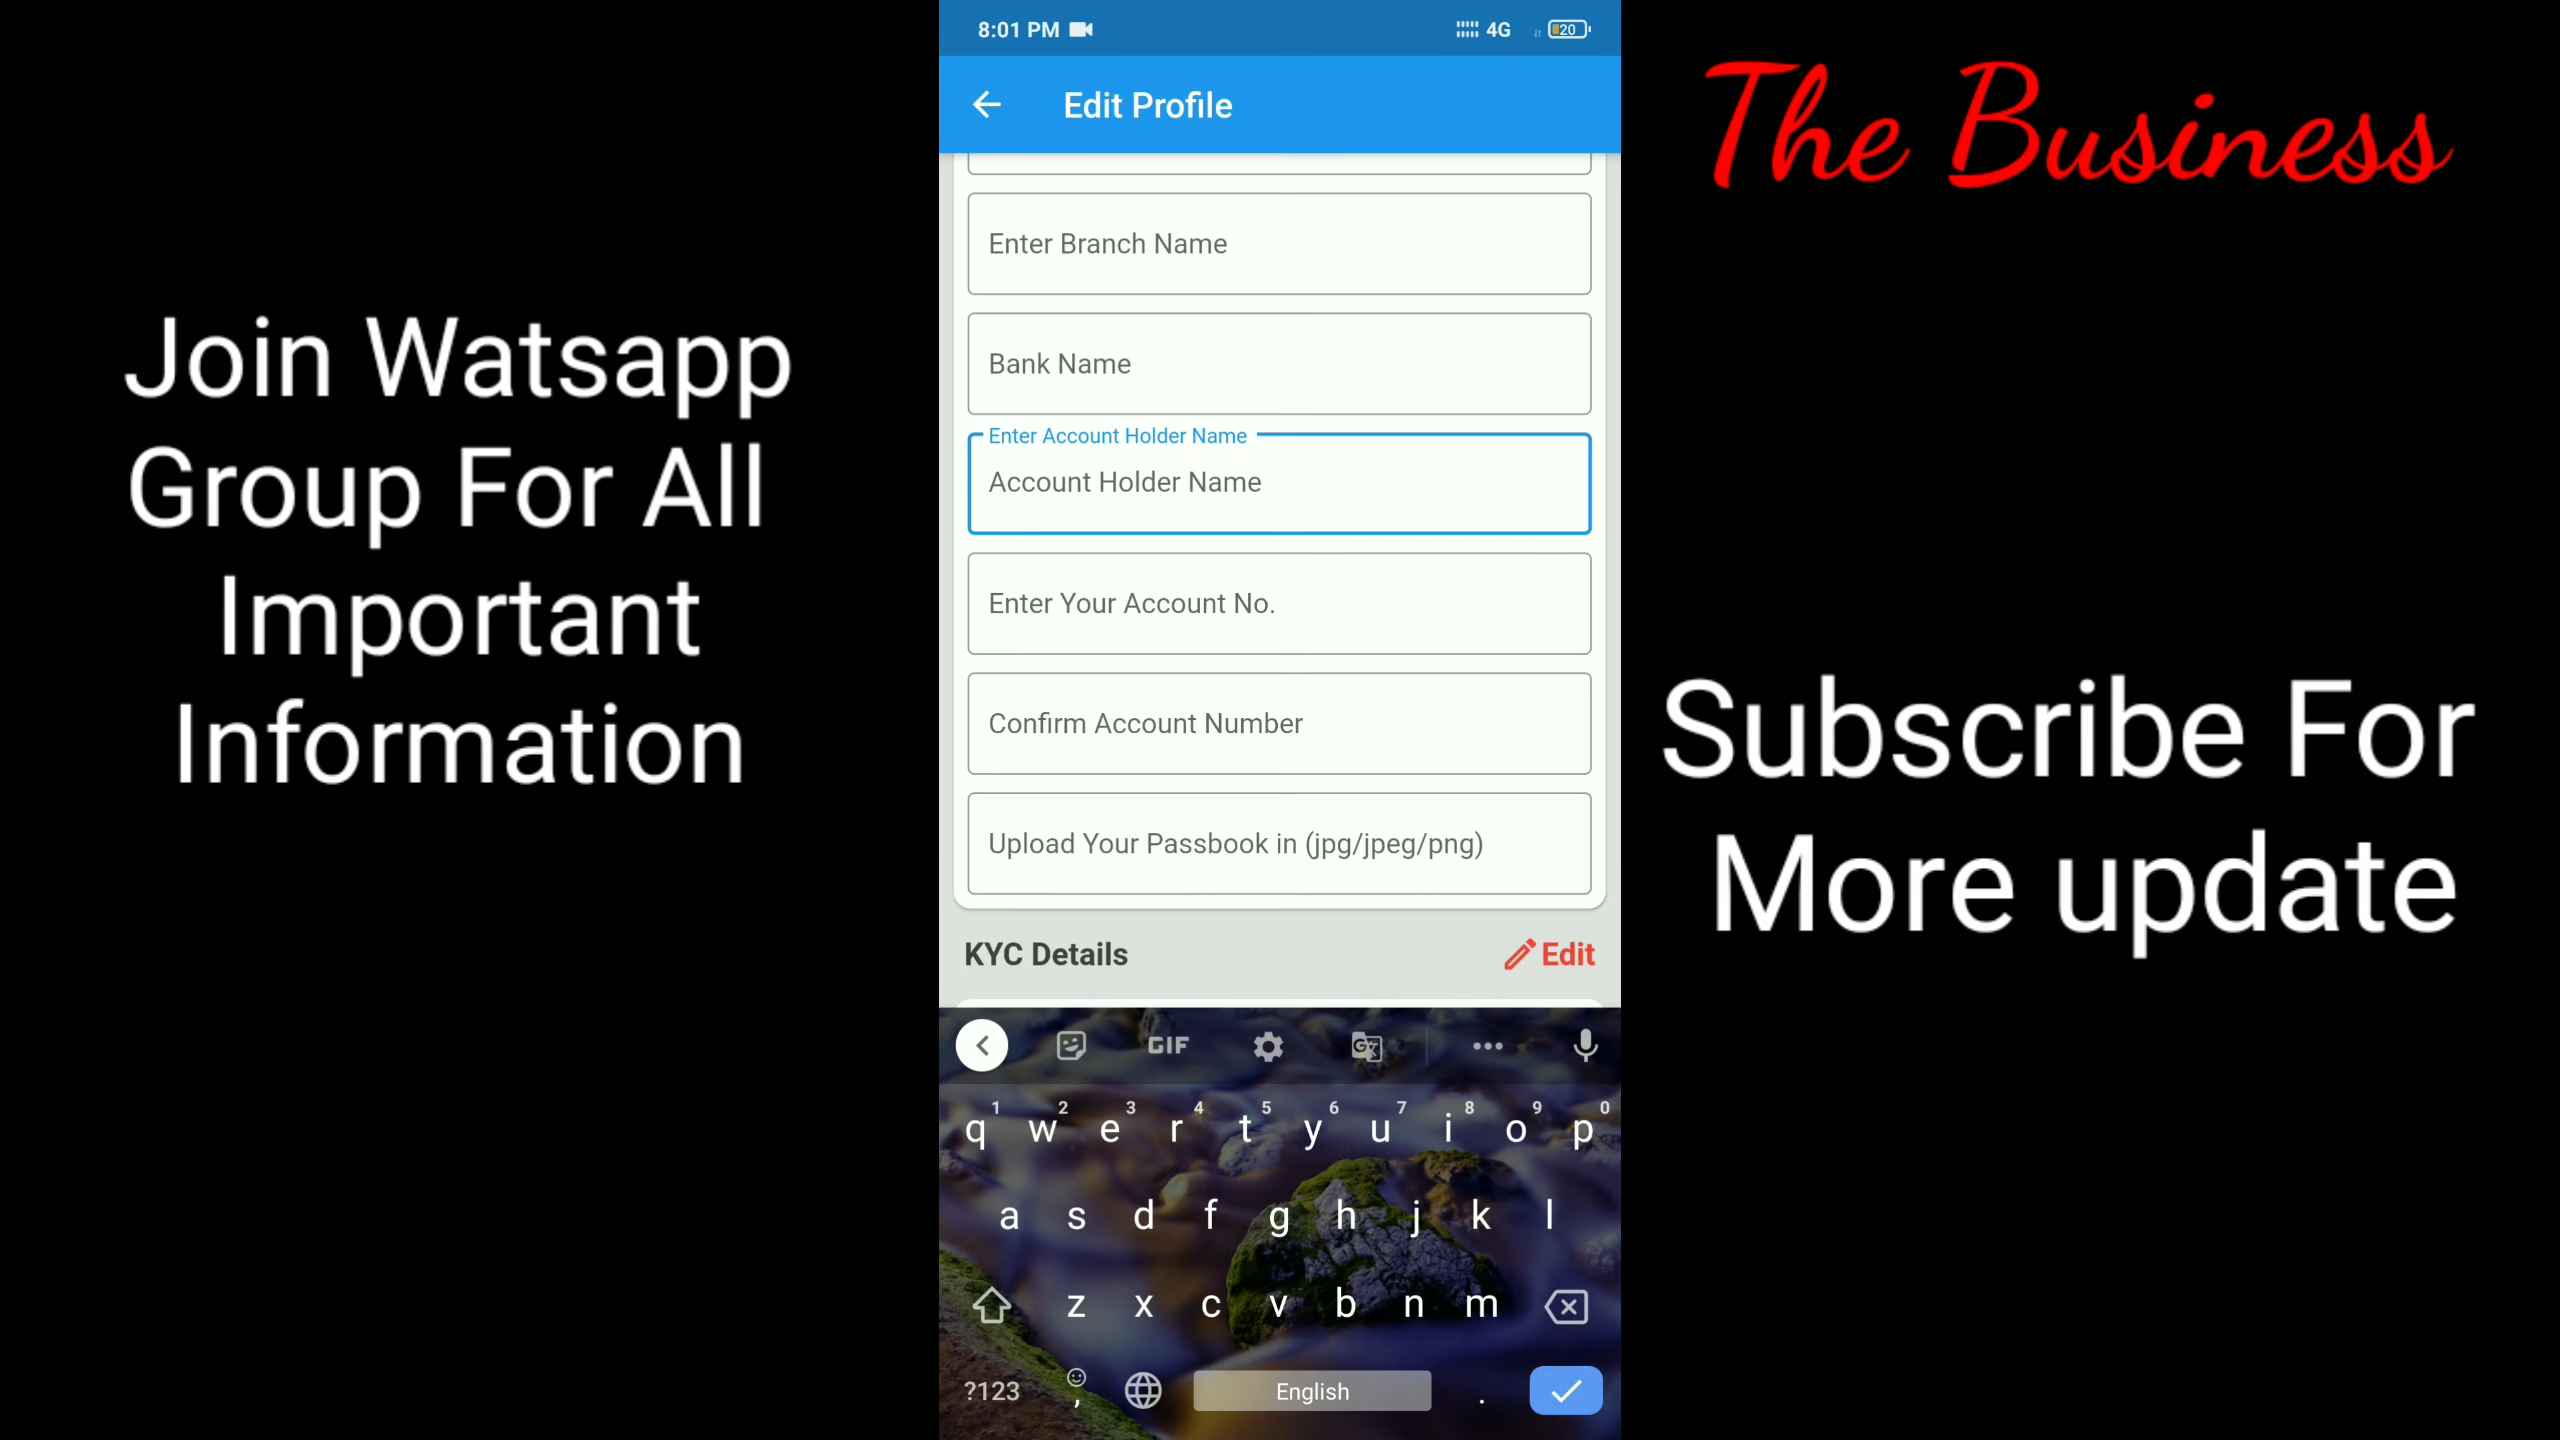 Join Watsapp
Group For All
Important
Information
8:01 PM
4G
20
Edit Profile
Enter Branch Name
Bank Name
Enter Account Holder Name
Account Holder Name
Enter Your Account No.
Confirm Account Number
Upload Your Passbook in (jpg/jpeg/png)
KYC Details
Edit
GIF
1 2 3 4 5 6 7 8 9 0
q w e r t y u i o p
a s d f g h j k l
z x c v b n m
?123 , English .
The Business
Subscribe For
More update